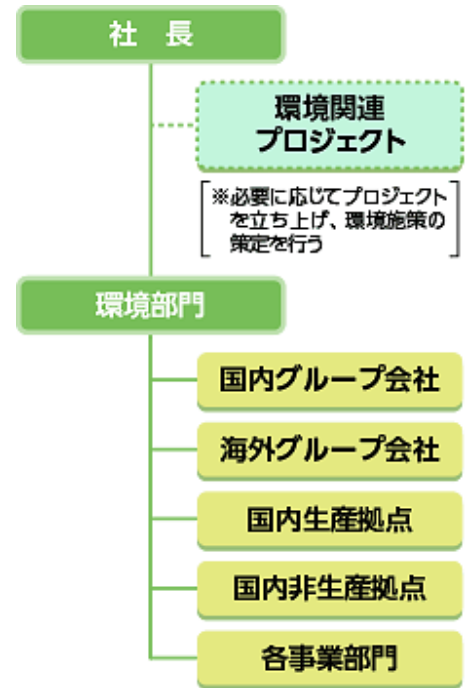 社　長
環境関連
プロジェクト
※必要に応じてプロジェクト
を立ち上げ、環境施策の
策定を行う
環境部門
国内グループ会社
海外グループ会社
国内生産拠点
国内非生産拠点
各事業部門